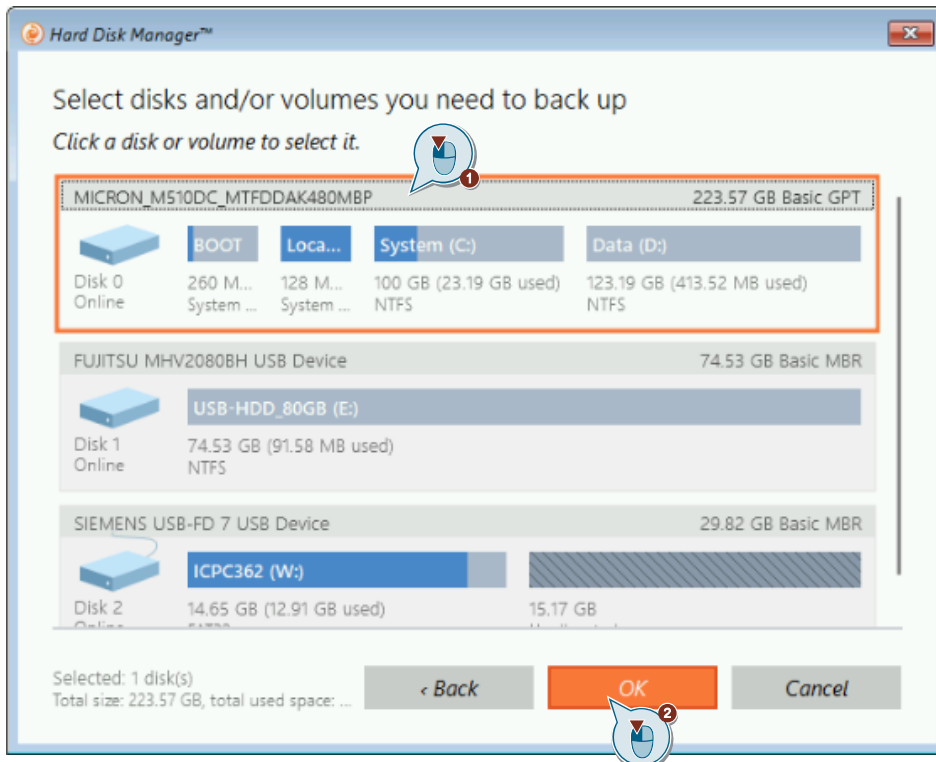 Hard Disk Manager™
Select disks and/or volumes you need to back up
Click a disk or volume to select it.
1
MICRON_M510DC_MTFDDAK480MBP 223.57 GB Basic GPT
BOOT Loca... System (C:) Data (D:)
Disk 0 260 M... 128 M... 100 GB (23.19 GB used) 123.19 GB (413.52 MB used)
Online System ... System ... NTFS NTFS
FUJITSU MHV2080BH USB Device 74.53 GB Basic MBR
USB-HDD_80GB (E:)
Disk 1 74.53 GB (91.58 MB used)
Online NTFS
SIEMENS USB-FD 7 USB Device 29.82 GB Basic MBR
ICPC362 (W:)
Disk 2 14.65 GB (12.91 GB used) 15.17 GB
Online
Selected: 1 disk(s)
Total size: 223.57 GB, total used space: ...
‹ Back OK Cancel
2